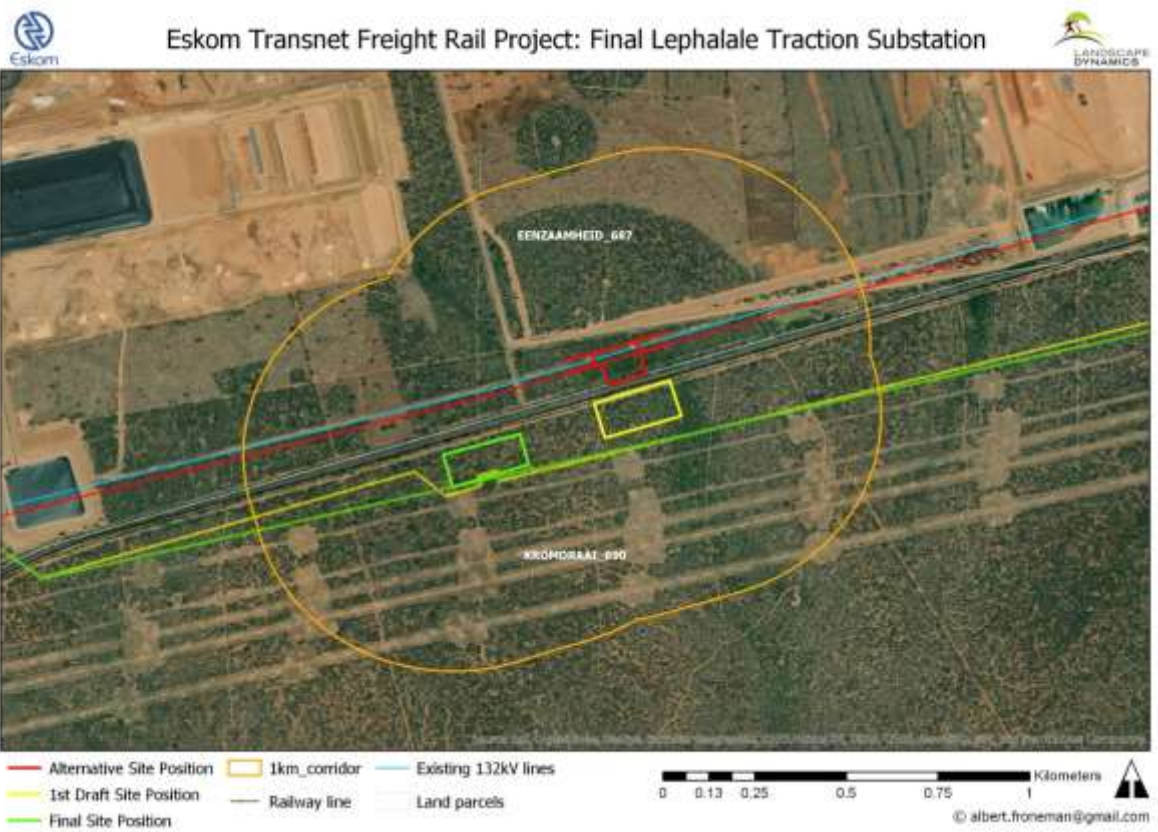 Eskom
Eskom Transnet Freight Rail Project: Final Lephalale Traction Substation
LANDSCAPE
DYNAMICS
EENZAAMHEID_687
KROMDRAAI_690
Alternative Site Position
1km_corridor
Existing 132kV lines
1st Draft Site Position
Railway line
Land parcels
Final Site Position
Kilometers
0 0.13 0.25 0.5 0.75 1
© albert.froneman@gmail.com